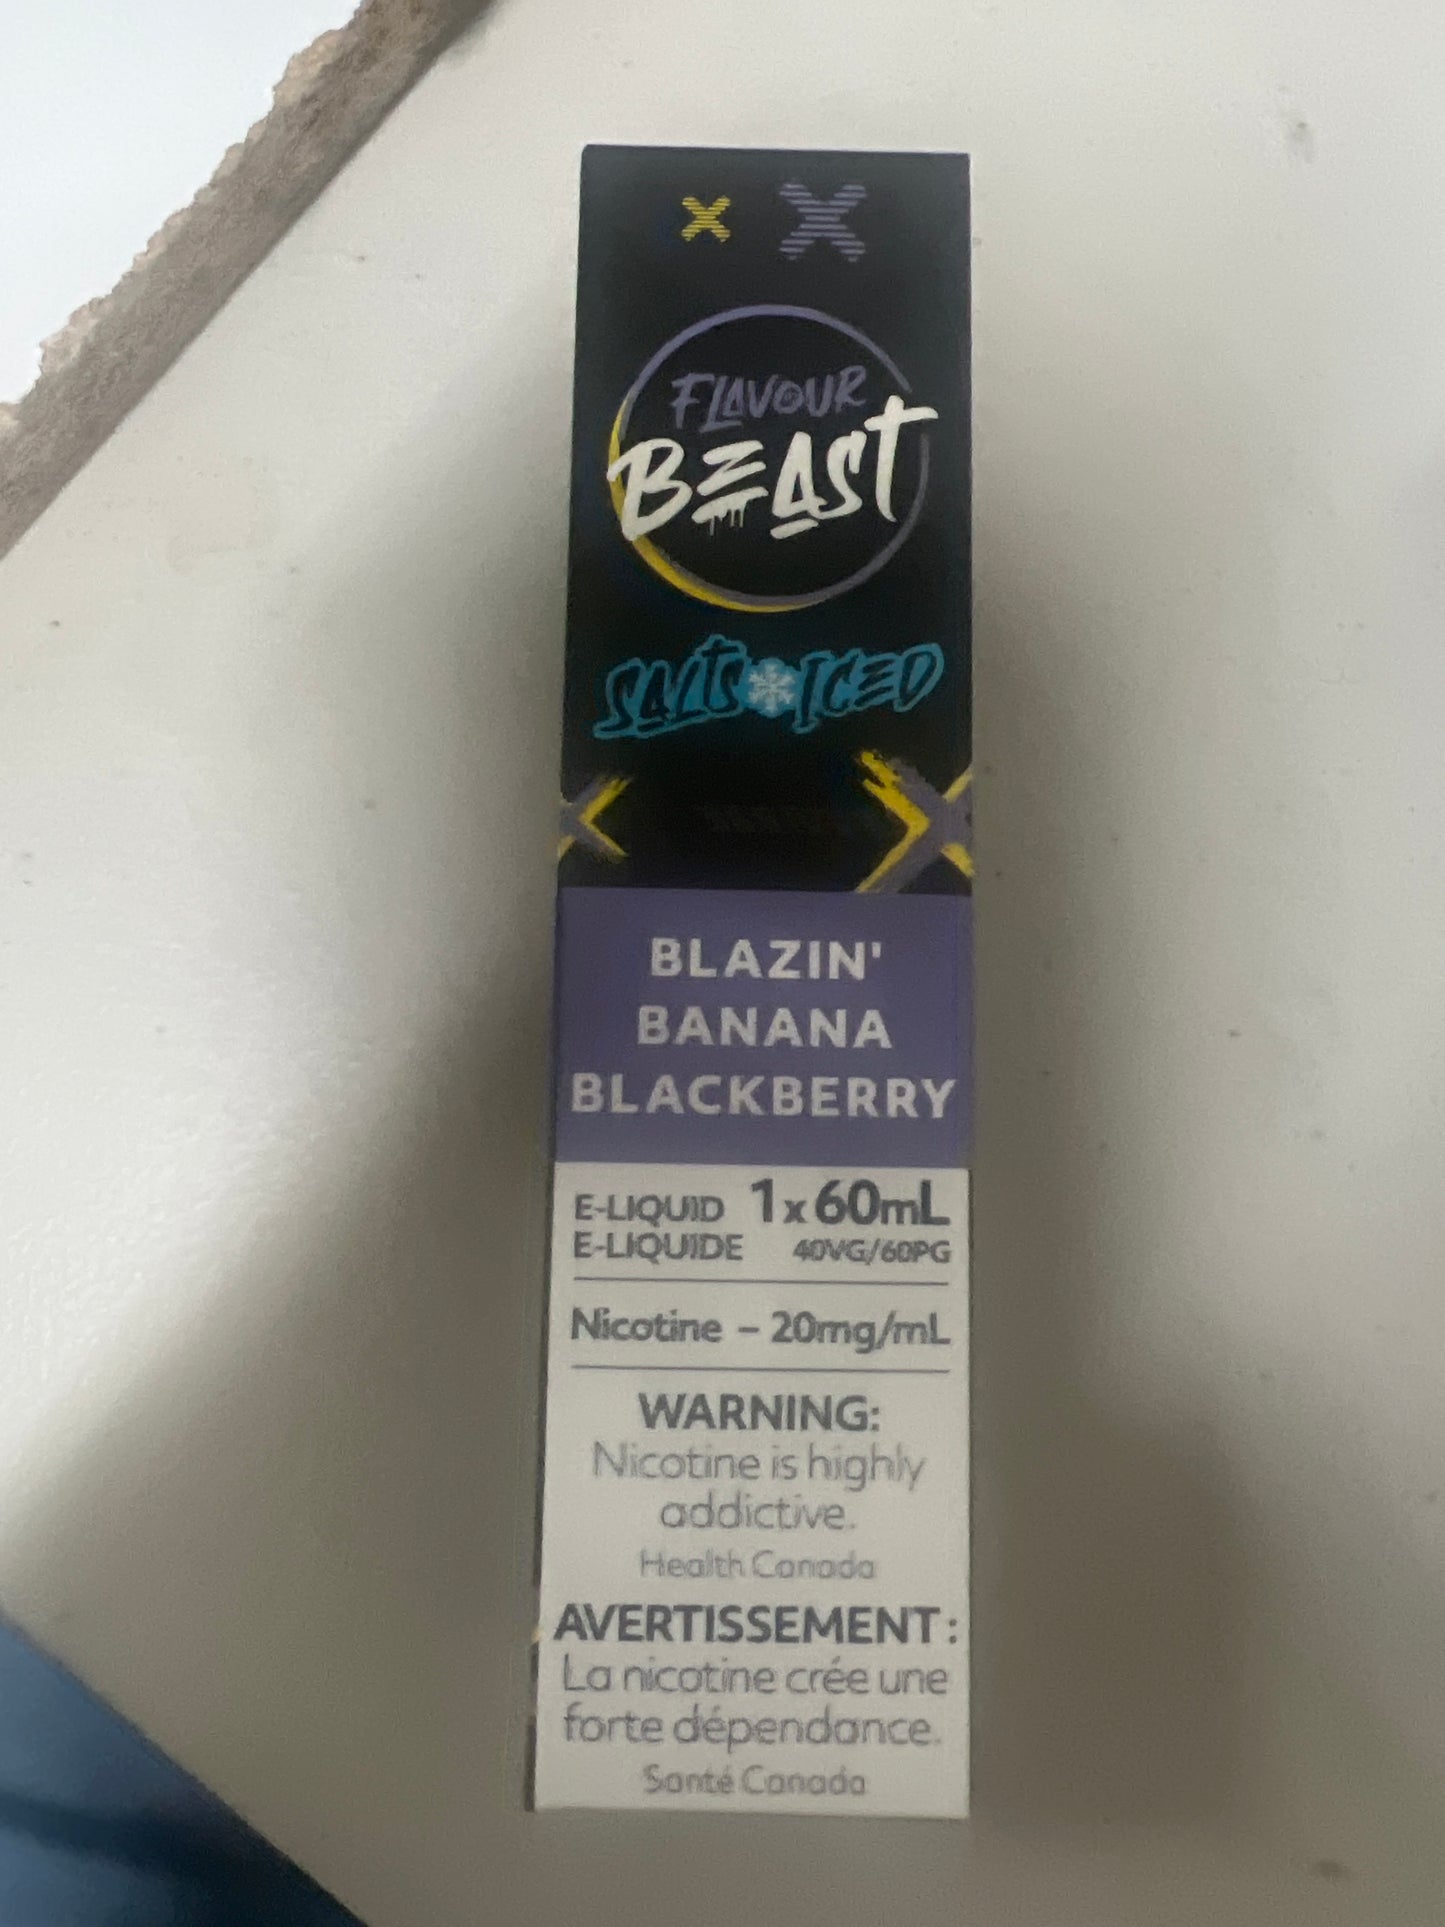 FLAVOUR
BEAST
SALTS ICED
BLAZIN'
BANANA
BLACKBERRY
E-LIQUID 1x60mL
E-LIQUIDE 40VG/60PG
Nicotine – 20mg/mL
WARNING:
Nicotine is highly
addictive.
Health Canada
AVERTISSEMENT :
La nicotine crée une
forte dépendance.
Santé Canada